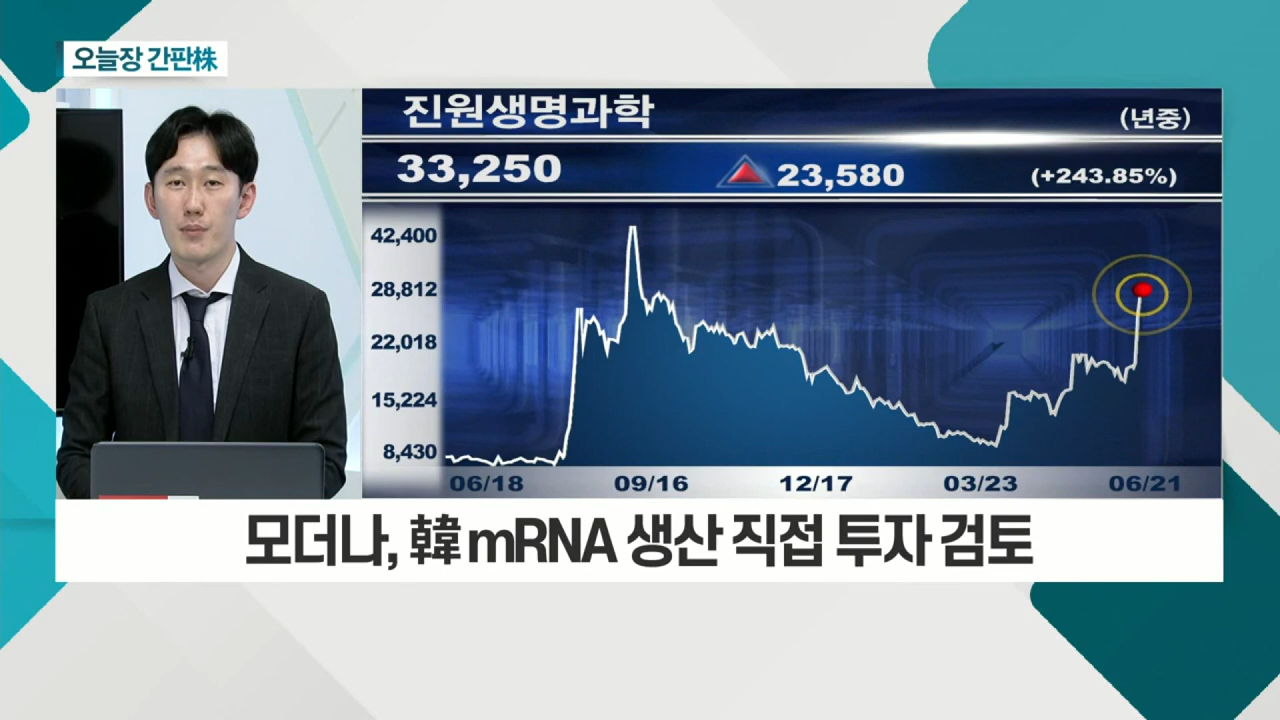 오늘장 간판株
진원생명과학 (년중)
33,250 23,580 (+243.85%)
42,400
28,812
22,018
15,224
8,430
06/18 09/16 12/17 03/23 06/21
모더나, 韓 mRNA 생산 직접 투자 검토